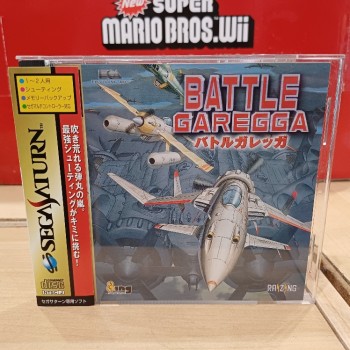 New
SUPER
MARIO BROS.Wii
1〜2人用
シューティング
メモリーバックアップ
BATTLE
GAREGGA
バトルガレッガ
吹き荒れる弾丸の嵐。
最強シューティングがキミに挑む!
SEGA SATURN
セガサターン専用ソフト
RAIZING